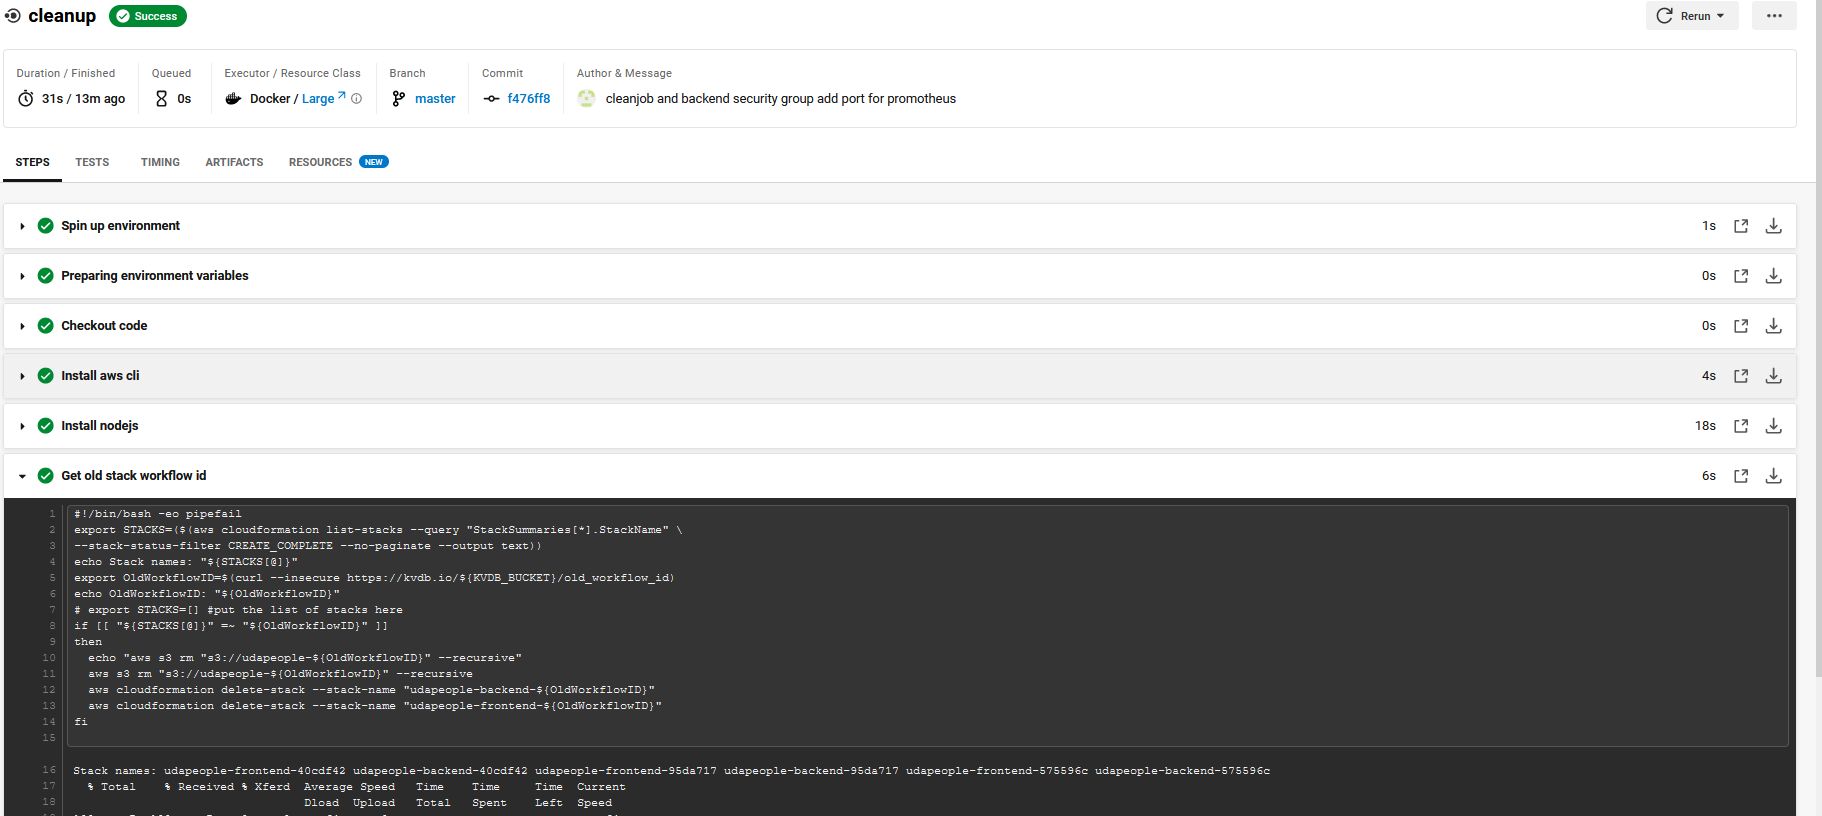 cleanup Success Rerun
Duration / Finished Queued Executor / Resource Class Branch Commit Author & Message
31s / 13m ago 0s Docker / Large master f476ff8 cleanjob and backend security group add port for promotheus
STEPS TESTS TIMING ARTIFACTS RESOURCES NEW
Spin up environment 1s
Preparing environment variables 0s
Checkout code 0s
Install aws cli 4s
Install nodejs 18s
Get old stack workflow id 6s
1 #!/bin/bash -eo pipefail
2 export STACKS=($(aws cloudformation list-stacks --query "StackSummaries[*].StackName" \
3 --stack-status-filter CREATE_COMPLETE --no-paginate --output text))
4 echo Stack names: "${STACKS[@]}"
5 export OldWorkflowID=$(curl --insecure https://kvdb.io/${KVDB_BUCKET}/old_workflow_id)
6 echo OldWorkflowID: "${OldWorkflowID}"
7 # export STACKS=[] #put the list of stacks here
8 if [[ "${STACKS[@]}" =~ "${OldWorkflowID}" ]]
9 then
10 echo "aws s3 rm "s3://udapeople-${OldWorkflowID}" --recursive"
11 aws s3 rm "s3://udapeople-${OldWorkflowID}" --recursive
12 aws cloudformation delete-stack --stack-name "udapeople-backend-${OldWorkflowID}"
13 aws cloudformation delete-stack --stack-name "udapeople-frontend-${OldWorkflowID}"
14 fi
15
16 Stack names: udapeople-frontend-40cdf42 udapeople-backend-40cdf42 udapeople-frontend-95da717 udapeople-backend-95da717 udapeople-frontend-575596c udapeople-backend-575596c
17 % Total % Received % Xferd Average Speed Time Time Time Current
18 Dload Upload Total Spent Left Speed